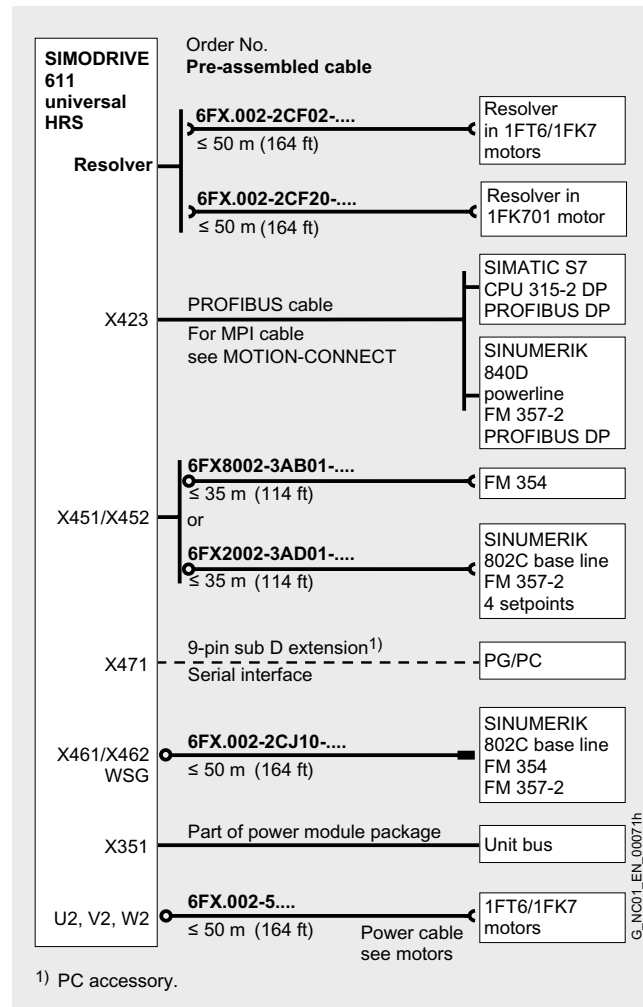 SIMODRIVE
611
universal
HRS
Order No.
Pre-assembled cable
Resolver
6FX.002-2CF02-....
≤ 50 m (164 ft)
Resolver
in 1FT6/1FK7
motors
6FX.002-2CF20-....
≤ 50 m (164 ft)
Resolver in
1FK701 motor
X423
PROFIBUS cable
For MPI cable
see MOTION-CONNECT
SIMATIC S7
CPU 315-2 DP
PROFIBUS DP
SINUMERIK
840D
powerline
FM 357-2
PROFIBUS DP
X451/X452
6FX8002-3AB01-....
≤ 35 m (114 ft)
FM 354
or
6FX2002-3AD01-....
≤ 35 m (114 ft)
SINUMERIK
802C base line
FM 357-2
4 setpoints
X471
9-pin sub D extension1)
Serial interface
PG/PC
X461/X462
WSG
6FX.002-2CJ10-....
≤ 50 m (164 ft)
SINUMERIK
802C base line
FM 354
FM 357-2
X351
Part of power module package
Unit bus
U2, V2, W2
6FX.002-5....
≤ 50 m (164 ft)
Power cable
see motors
1FT6/1FK7
motors
G_NC01_EN_00071h
1) PC accessory.